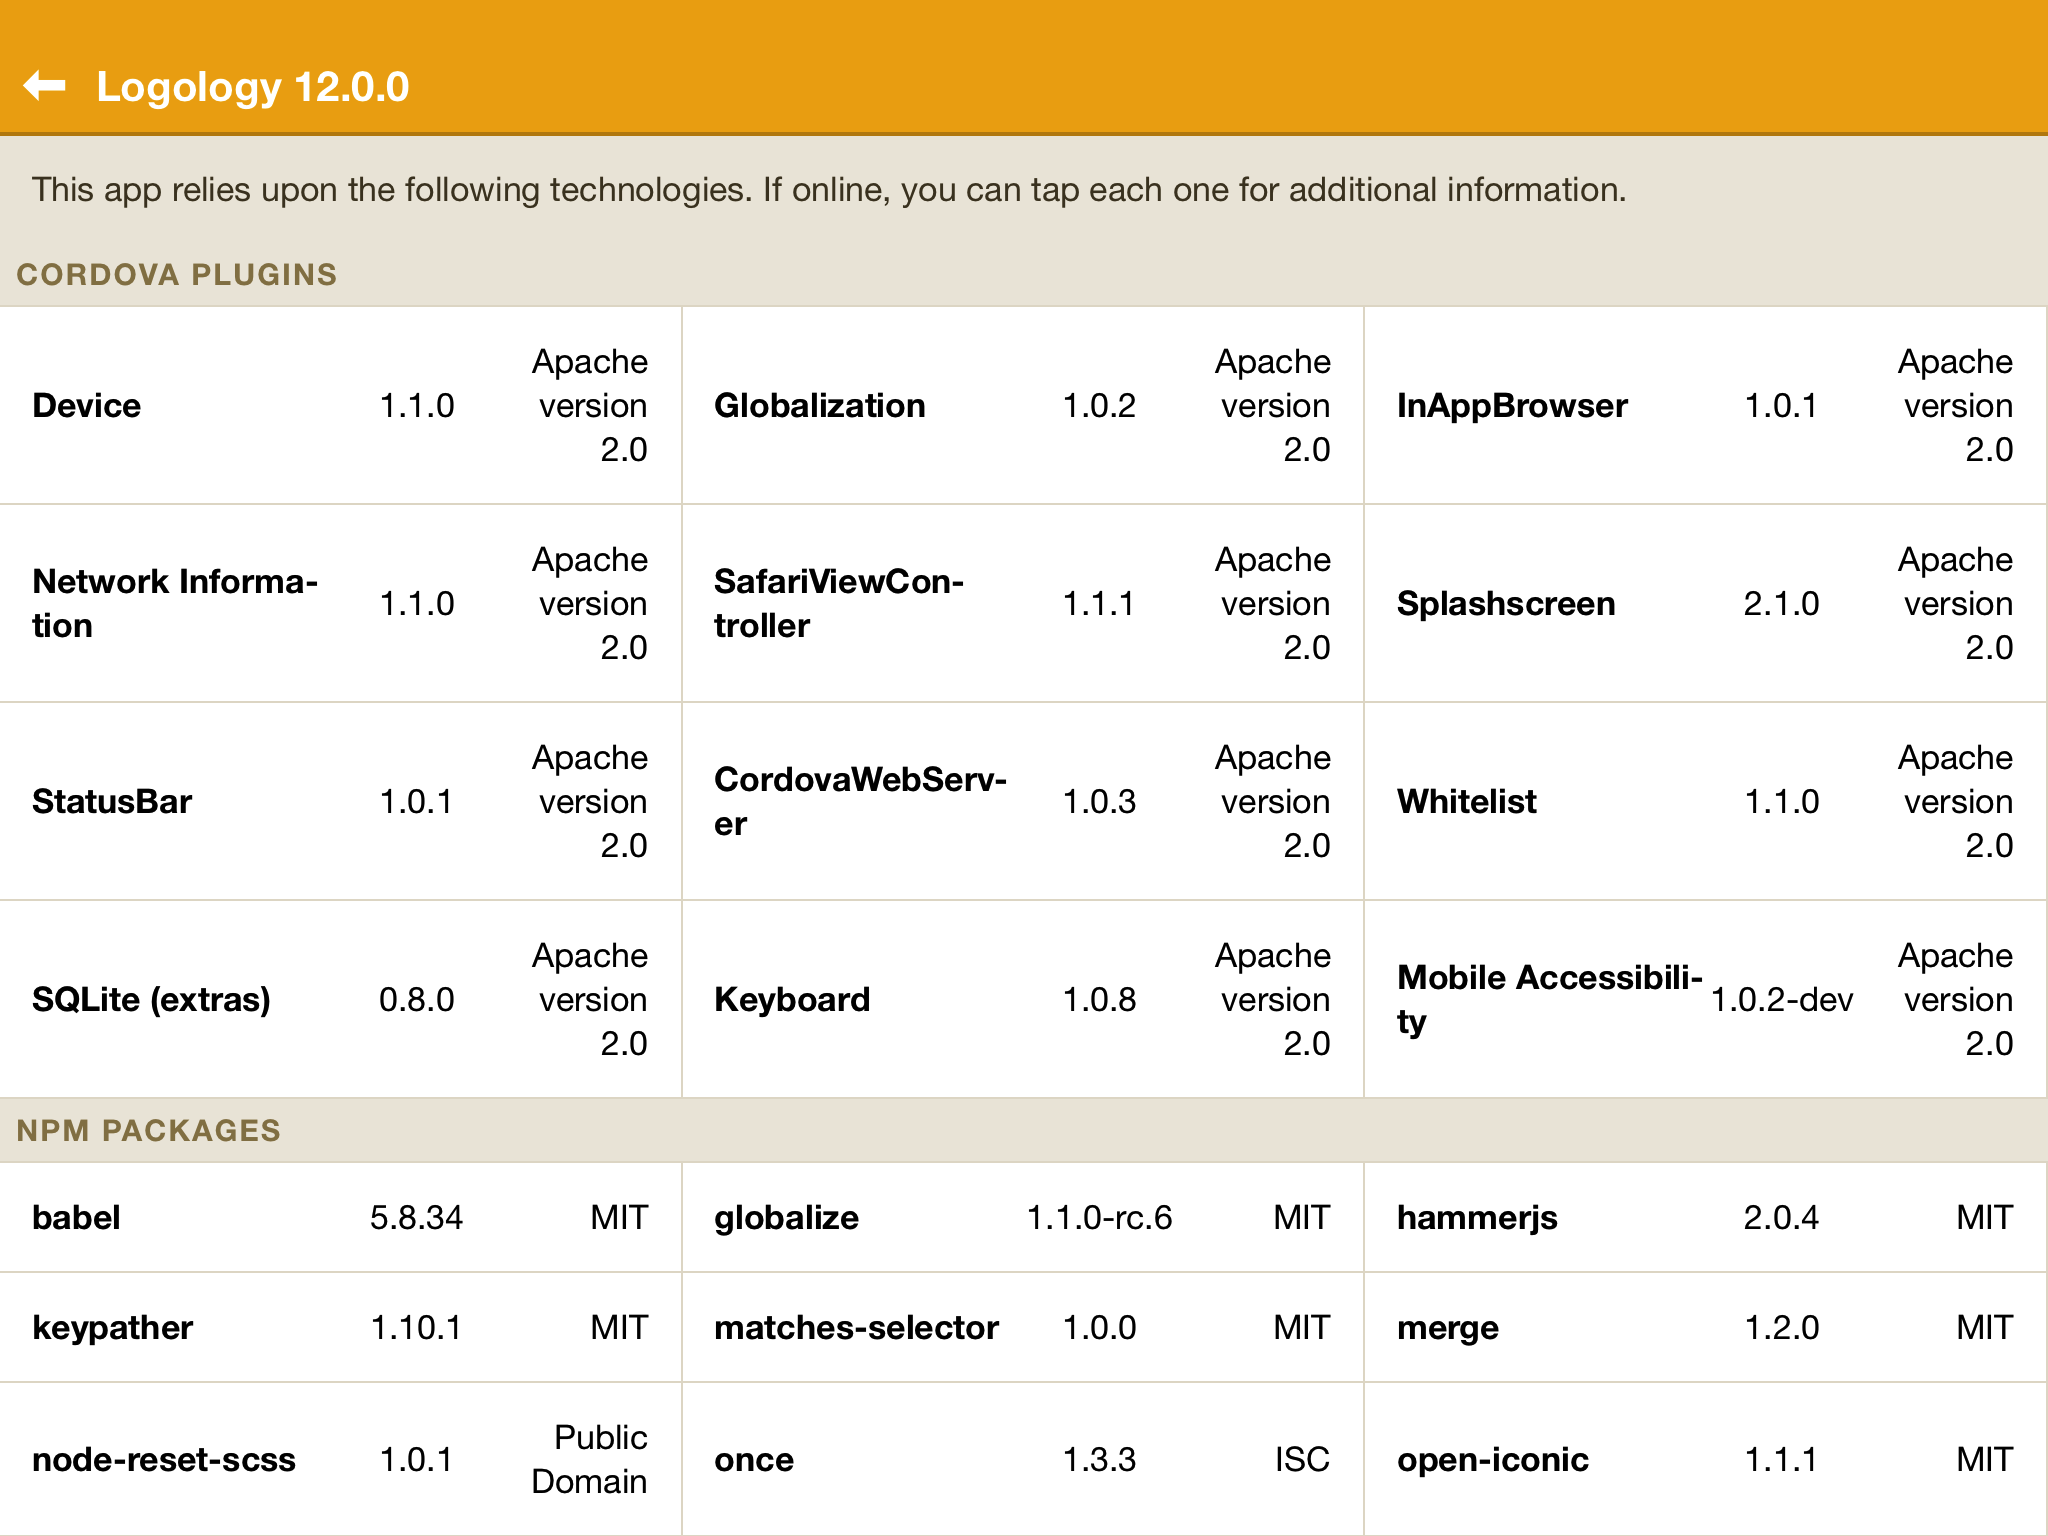 Logology 12.0.0
This app relies upon the following technologies. If online, you can tap each one for additional information.
CORDOVA PLUGINS
Device 1.1.0 Apache
version
2.0
Globalization 1.0.2 Apache
version
2.0
InAppBrowser 1.0.1 Apache
version
2.0
Network Informa-
tion 1.1.0 Apache
version
2.0
SafariViewCon-
troller 1.1.1 Apache
version
2.0
Splashscreen 2.1.0 Apache
version
2.0
StatusBar 1.0.1 Apache
version
2.0
CordovaWebServ-
er 1.0.3 Apache
version
2.0
Whitelist 1.1.0 Apache
version
2.0
SQLite (extras) 0.8.0 Apache
version
2.0
Keyboard 1.0.8 Apache
version
2.0
Mobile Accessibili-
ty 1.0.2-dev Apache
version
2.0
NPM PACKAGES
babel 5.8.34 MIT
globalize 1.1.0-rc.6 MIT
hammerjs 2.0.4 MIT
keypather 1.10.1 MIT
matches-selector 1.0.0 MIT
merge 1.2.0 MIT
node-reset-scss 1.0.1 Public
Domain
once 1.3.3 ISC
open-iconic 1.1.1 MIT